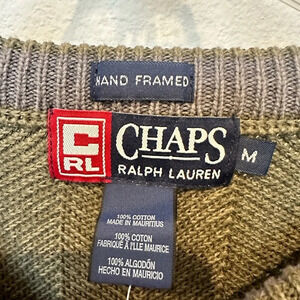 HAND FRAMED
C
RL
CHAPS
RALPH LAUREN
M
100% COTTON
MADE IN MAURITIUS
100% COTON
FABRIQUÉ A L'ILE MAURICE
100% ALGODÓN
HECHO EN MAURICIO